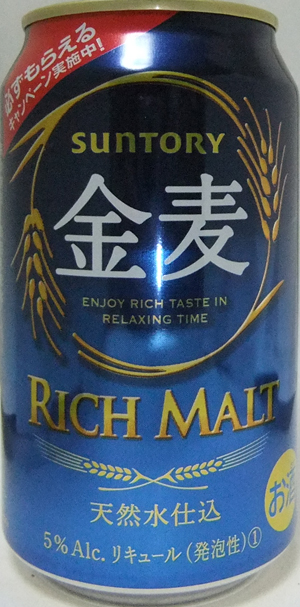 必ずもらえる
キャンペーン実施中!
SUNTORY
金麦
ENJOY RICH TASTE IN
RELAXING TIME
RICH MALT
お酒
天然水仕込
5% Alc. リキュール(発泡性)①